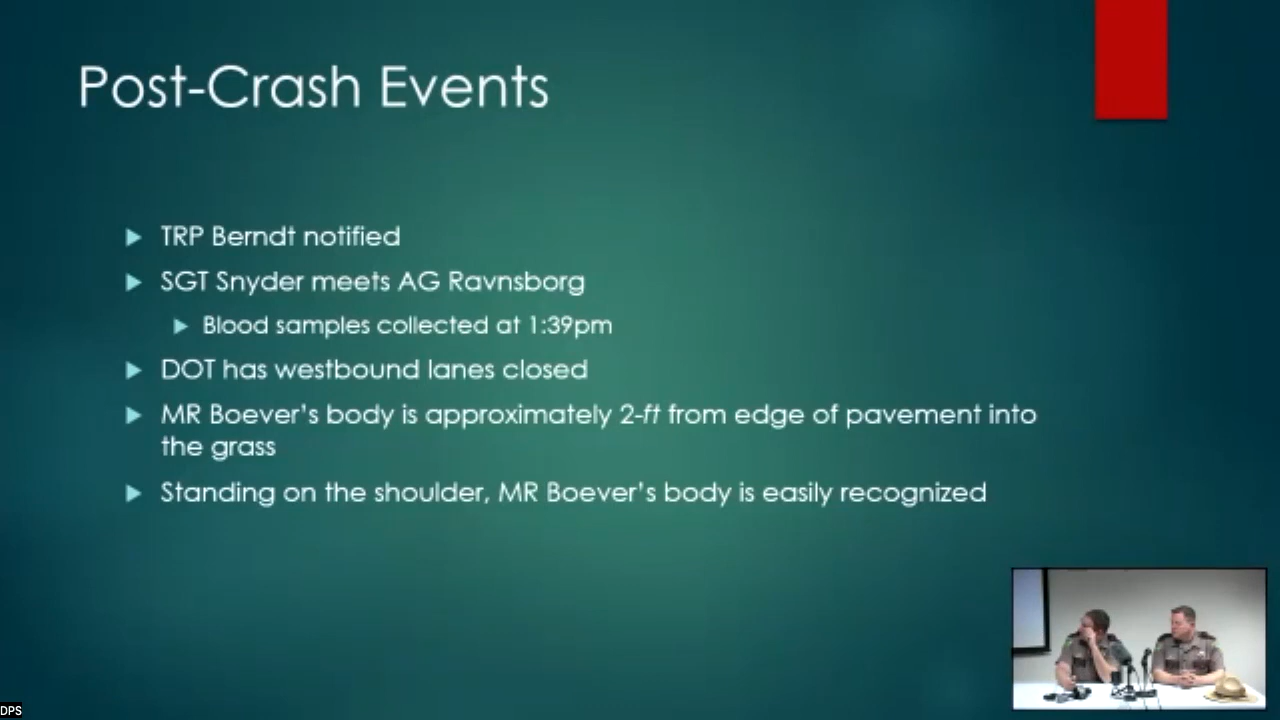 Post-Crash Events
TRP Berndt notified
SGT Snyder meets AG Ravnsborg
Blood samples collected at 1:39pm
DOT has westbound lanes closed
MR Boever's body is approximately 2-ft from edge of pavement into
the grass
Standing on the shoulder, MR Boever's body is easily recognized
DPS